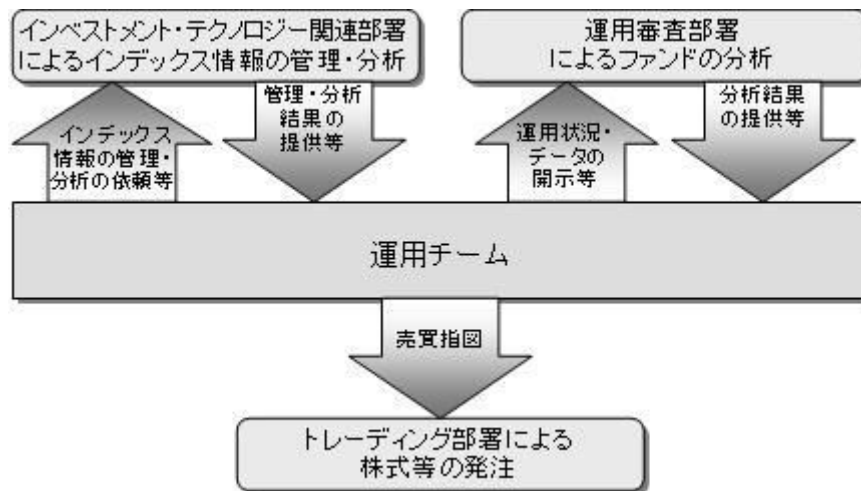 インベストメント・テクノロジー関連部署
によるインデックス情報の管理・分析
運用審査部署
によるファンドの分析
インデックス
情報の管理・
分析の依頼等
管理・分析
結果の
提供等
運用状況・
データの
開示等
分析結果
の提供等
運用チーム
売買指図
トレーディング部署による
株式等の発注